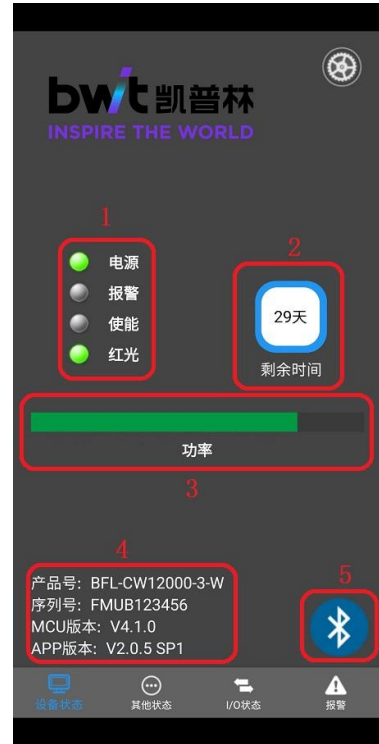 bwt凯普林
INSPIRE THE WORLD
1
电源
报警
使能
红光
2
29天
剩余时间
功率
3
4
产品号: BFL-CW12000-3-W
序列号: FMUB123456
MCU版本: V4.1.0
APP版本: V2.0.5 SP1
5
设备状态
其他状态
I/O状态
报警